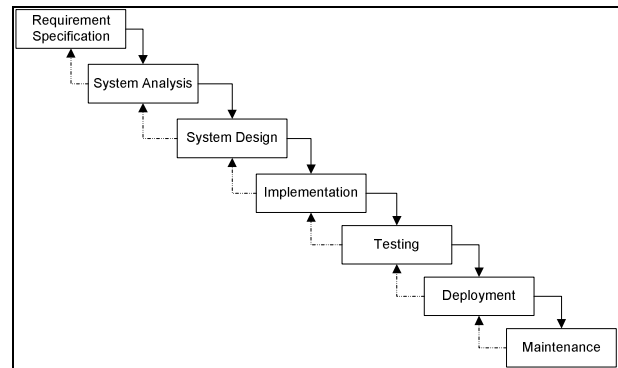 Requirement
Specification
System Analysis
System Design
Implementation
Testing
Deployment
Maintenance